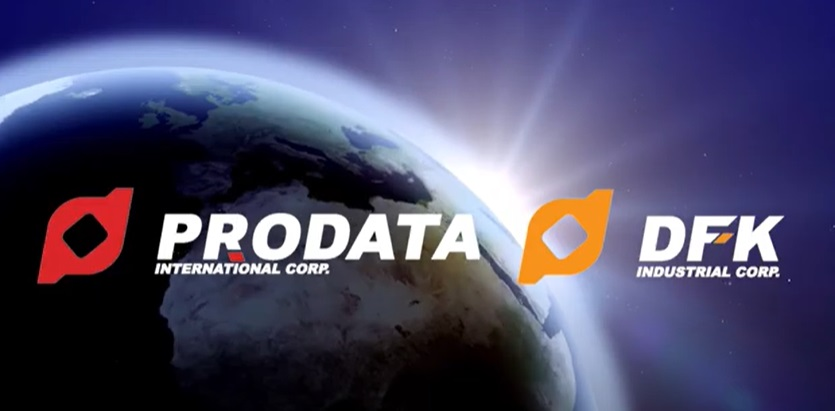 PRODATA
INTERNATIONAL CORP.
DFK
INDUSTRIAL CORP.